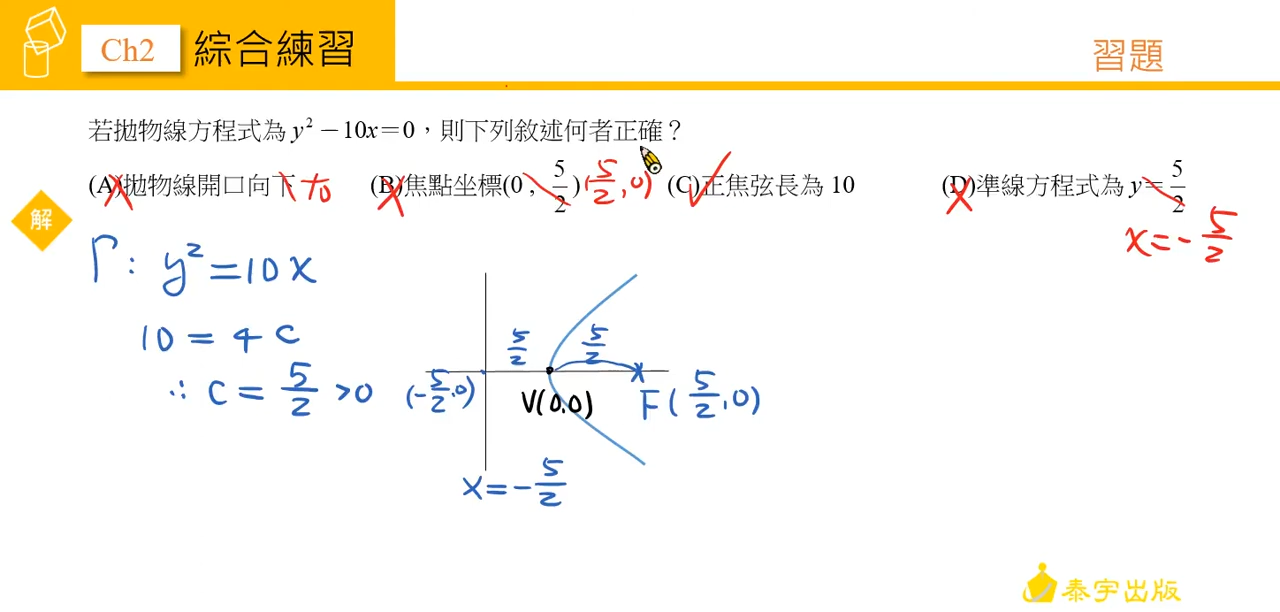 Ch2 綜合練習
習題
若拋物線方程式為 y² − 10x = 0，則下列敘述何者正確？
(A)拋物線開口向下 右 (B)焦點坐標(0 , 5/2) (5/2, 0) (C)正焦弦長為 10 (D)準線方程式為 y = 5/2
x = - 5/2
解
Γ : y² = 10x
10 = 4c
∴ c = 5/2 > 0
5/2 5/2
(-5/2, 0) V(0,0) F(5/2, 0)
x = - 5/2
泰宇出版